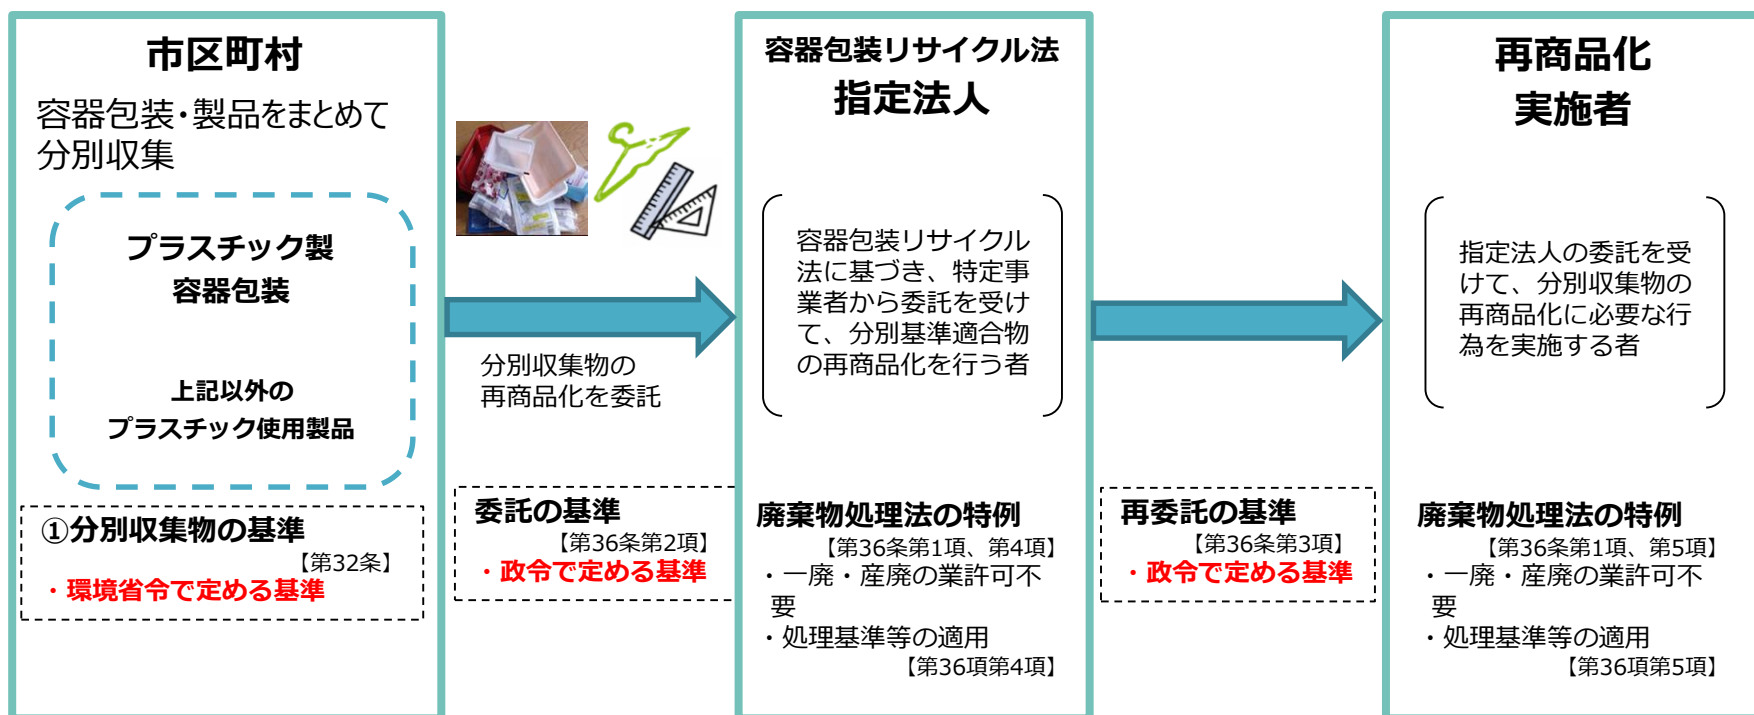 市区町村
容器包装・製品をまとめて
分別収集
プラスチック製
容器包装
上記以外の
プラスチック使用製品
①分別収集物の基準
【第32条】
・環境省令で定める基準
分別収集物の
再商品化を委託
委託の基準
【第36条第2項】
・政令で定める基準
容器包装リサイクル法
指定法人
容器包装リサイクル
法に基づき、特定事
業者から委託を受け
て、分別基準適合物
の再商品化を行う者
廃棄物処理法の特例
【第36条第1項、第4項】
・一廃・産廃の業許可不
要
・処理基準等の適用
【第36項第4項】
再委託の基準
【第36条第3項】
・政令で定める基準
再商品化
実施者
指定法人の委託を受
けて、分別収集物の
再商品化に必要な行
為を実施する者
廃棄物処理法の特例
【第36条第1項、第5項】
・一廃・産廃の業許可不
要
・処理基準等の適用
【第36項第5項】